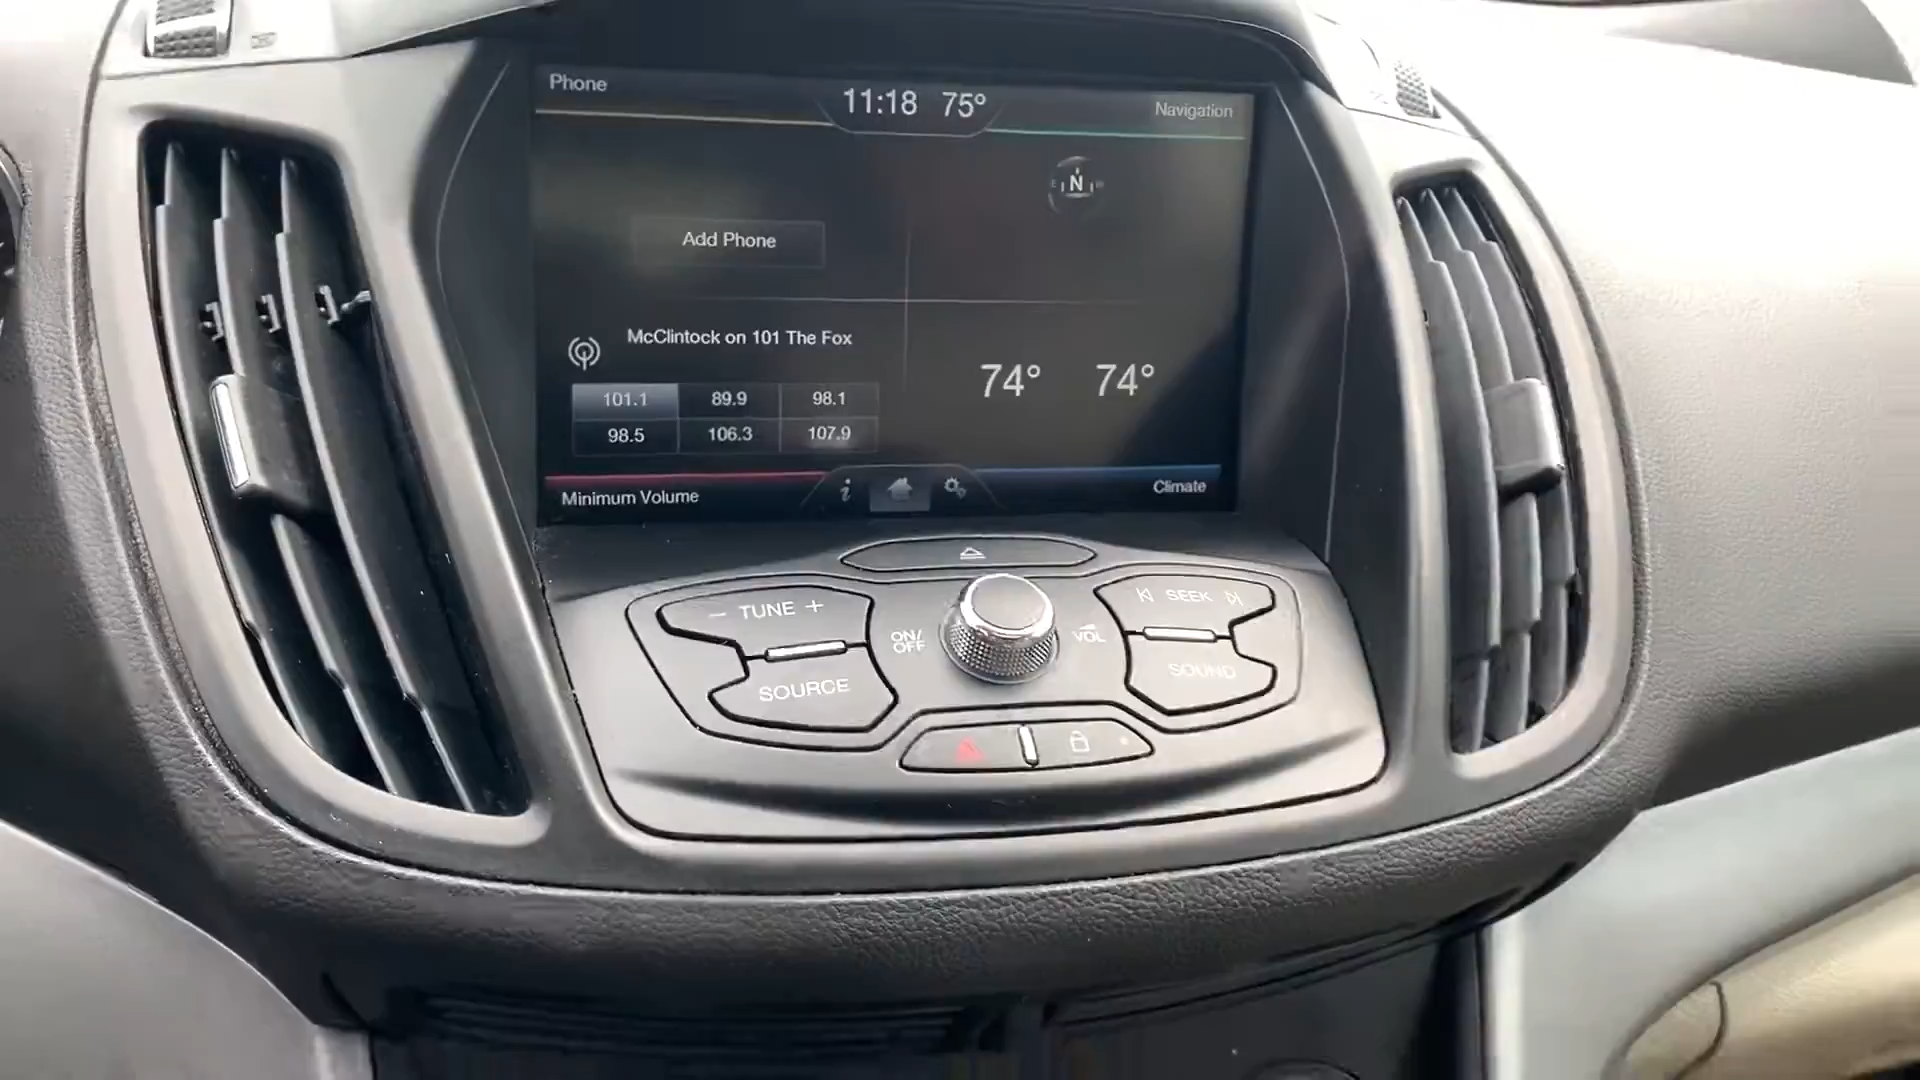 Phone
11:18 75°
Navigation
N
Add Phone
McClintock on 101 The Fox
101.1 89.9 98.1
98.5 106.3 107.9
74° 74°
Minimum Volume
i
Climate
− TUNE +
SOURCE
ON/
OFF
VOL
SEEK
SOUND